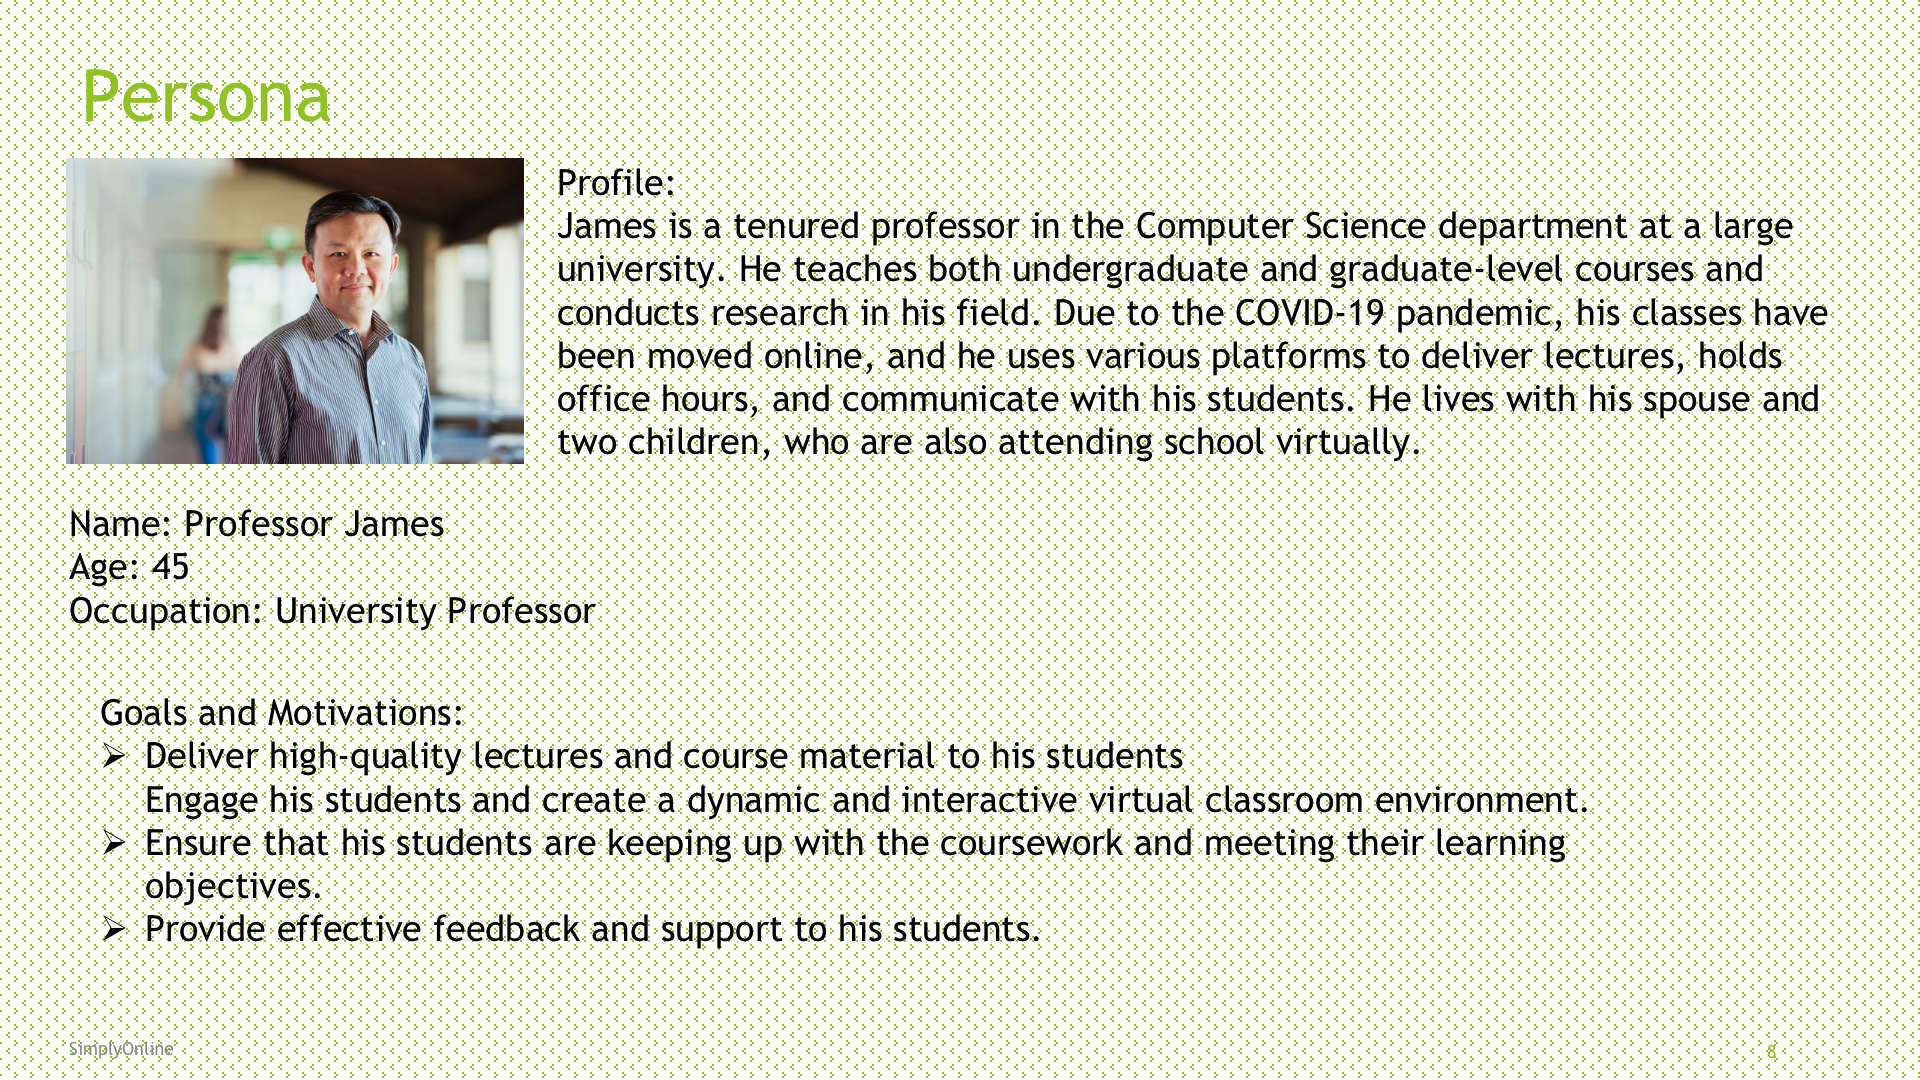 Persona
Profile:
James is a tenured professor in the Computer Science department at a large
university. He teaches both undergraduate and graduate-level courses and
conducts research in his field. Due to the COVID-19 pandemic, his classes have
been moved online, and he uses various platforms to deliver lectures, holds
office hours, and communicate with his students. He lives with his spouse and
two children, who are also attending school virtually.
Name: Professor James
Age: 45
Occupation: University Professor
Goals and Motivations:
➢ Deliver high-quality lectures and course material to his students
Engage his students and create a dynamic and interactive virtual classroom environment.
➢ Ensure that his students are keeping up with the coursework and meeting their learning
objectives.
➢ Provide effective feedback and support to his students.
SimplyOnline
8